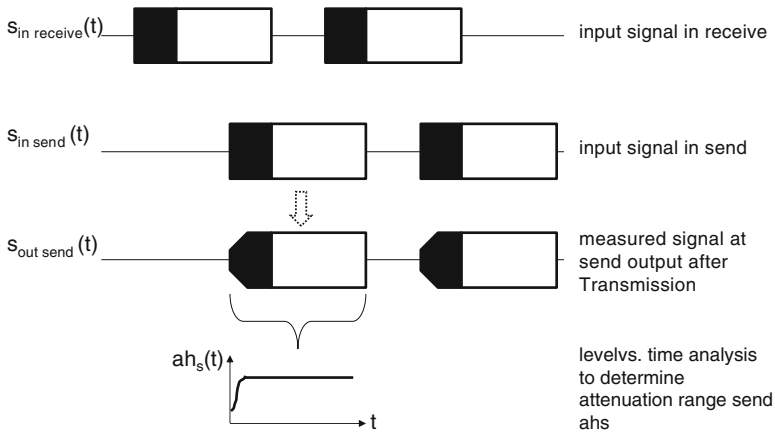 s_in receive(t)
input signal in receive
s_in send(t)
input signal in send
s_out send(t)
measured signal at
send output after
Transmission
ah_s(t)
t
levelvs. time analysis
to determine
attenuation range send
ahs